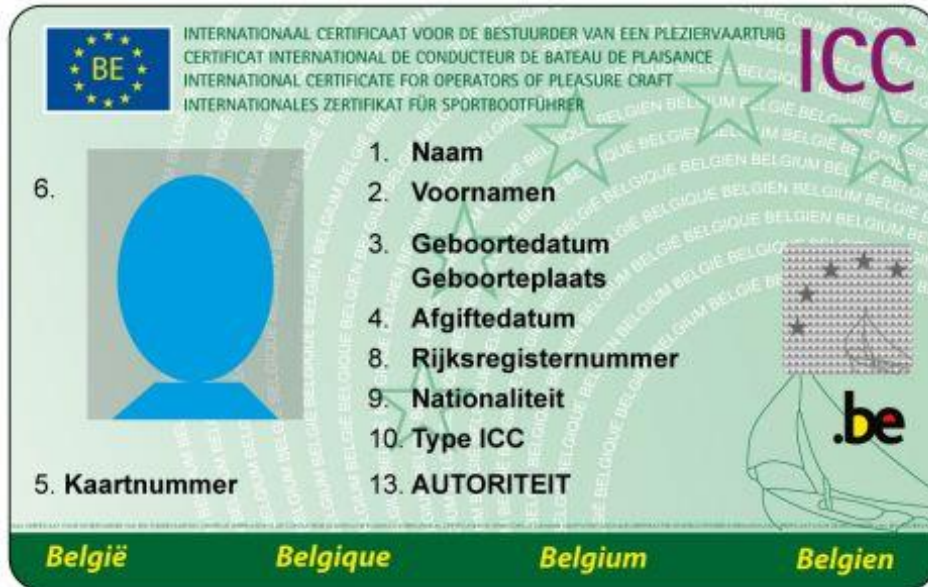 BE
INTERNATIONAAL CERTIFICAAT VOOR DE BESTUURDER VAN EEN PLEZIERVAARTUIG
CERTIFICAT INTERNATIONAL DE CONDUCTEUR DE BATEAU DE PLAISANCE
INTERNATIONAL CERTIFICATE FOR OPERATORS OF PLEASURE CRAFT
INTERNATIONALES ZERTIFIKAT FÜR SPORTBOOTFÜHRER
ICC
6.
1. Naam
2. Voornamen
3. Geboortedatum
Geboorteplaats
4. Afgiftedatum
8. Rijksregisternummer
9. Nationaliteit
10. Type ICC
.be
5. Kaartnummer
13. AUTORITEIT
België Belgique Belgium Belgien